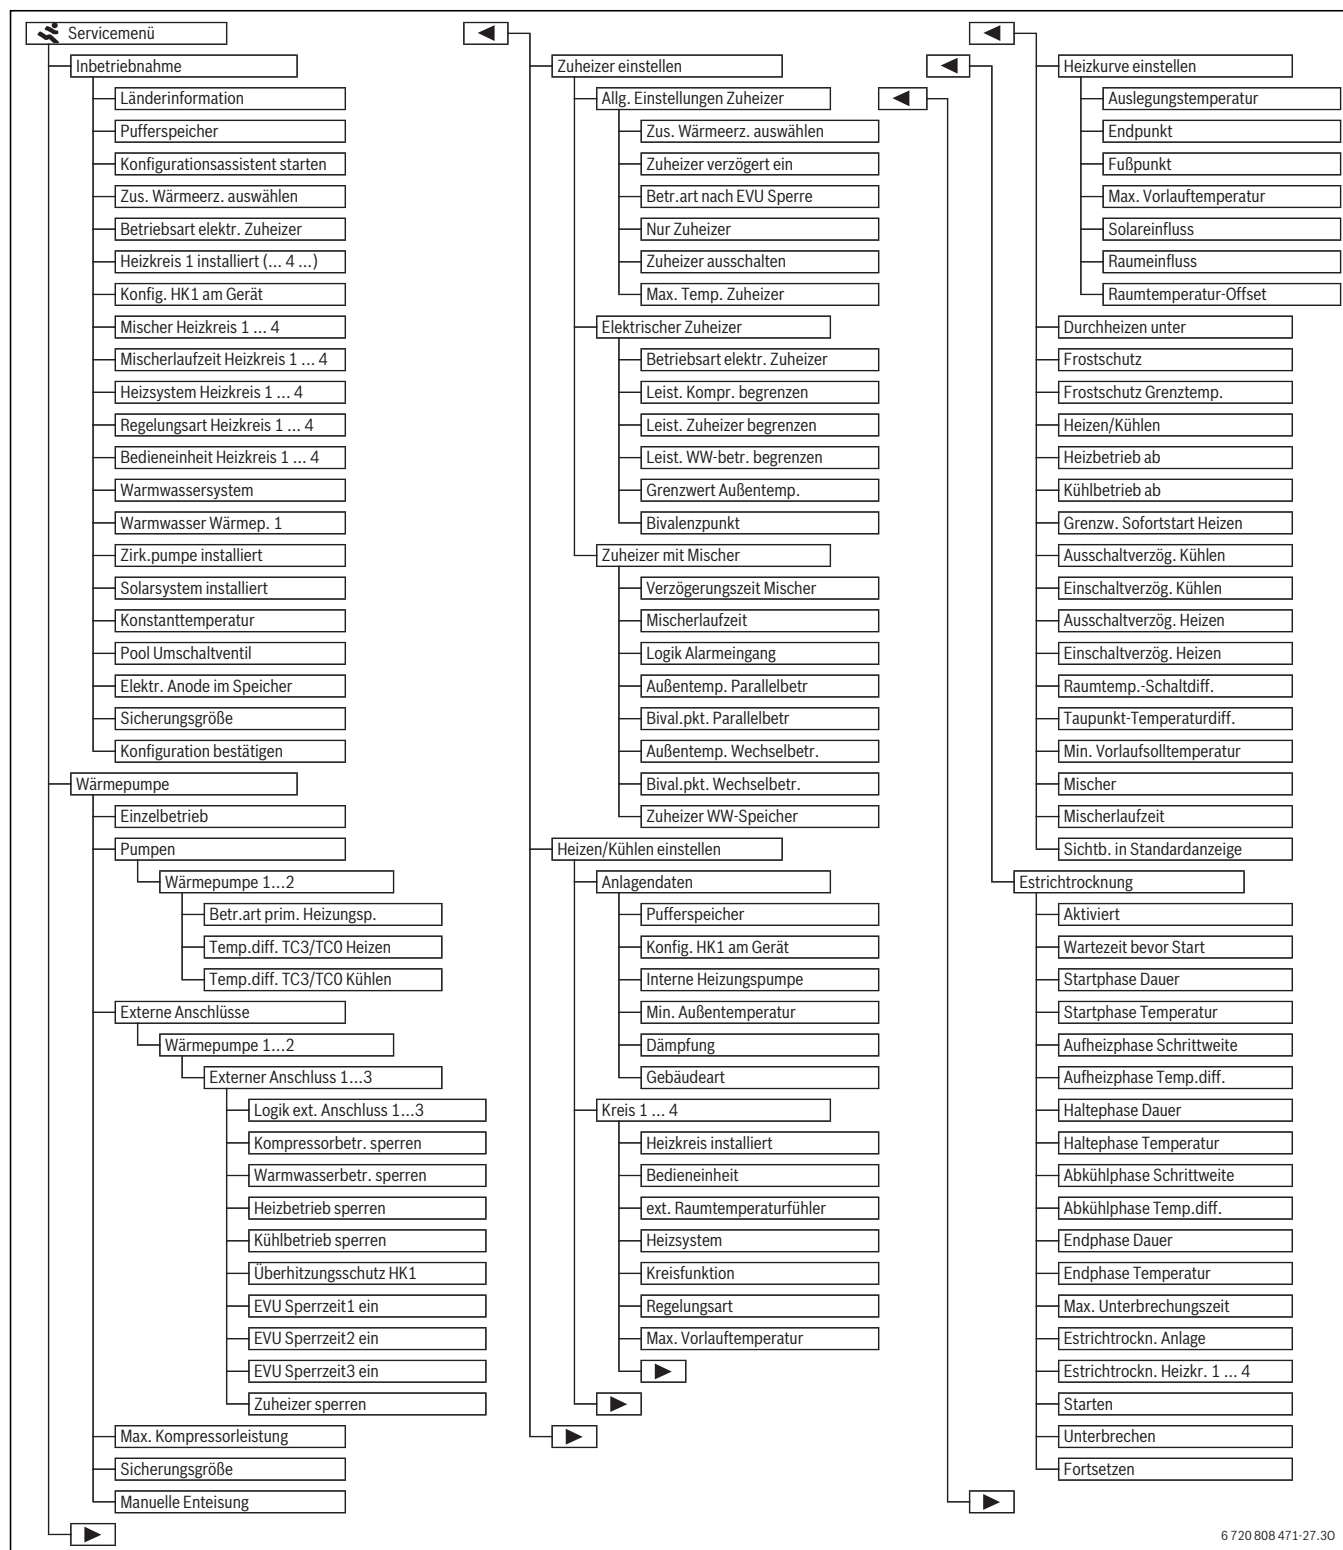 Servicemenü
Inbetriebnahme
Länderinformation
Pufferspeicher
Konfigurationsassistent starten
Zus. Wärmeerz. auswählen
Betriebsart elektr. Zuheizer
Heizkreis 1 installiert (... 4 ...)
Konfig. HK1 am Gerät
Mischer Heizkreis 1 ... 4
Mischerlaufzeit Heizkreis 1 ... 4
Heizsystem Heizkreis 1 ... 4
Regelungsart Heizkreis 1 ... 4
Bedieneinheit Heizkreis 1 ... 4
Warmwassersystem
Warmwasser Wärmep. 1
Zirk.pumpe installiert
Solarsystem installiert
Konstanttemperatur
Pool Umschaltventil
Elektr. Anode im Speicher
Sicherungsgröße
Konfiguration bestätigen
Wärmepumpe
Einzelbetrieb
Pumpen
Wärmepumpe 1...2
Betr.art prim. Heizungsp.
Temp.diff. TC3/TC0 Heizen
Temp.diff. TC3/TC0 Kühlen
Externe Anschlüsse
Wärmepumpe 1...2
Externer Anschluss 1...3
Logik ext. Anschluss 1...3
Kompressorbetr. sperren
Warmwasserbetr. sperren
Heizbetrieb sperren
Kühlbetrieb sperren
Überhitzungsschutz HK1
EVU Sperrzeit1 ein
EVU Sperrzeit2 ein
EVU Sperrzeit3 ein
Zuheizer sperren
Max. Kompressorleistung
Sicherungsgröße
Manuelle Enteisung
Zuheizer einstellen
Allg. Einstellungen Zuheizer
Zus. Wärmeerz. auswählen
Zuheizer verzögert ein
Betr.art nach EVU Sperre
Nur Zuheizer
Zuheizer ausschalten
Max. Temp. Zuheizer
Elektrischer Zuheizer
Betriebsart elektr. Zuheizer
Leist. Kompr. begrenzen
Leist. Zuheizer begrenzen
Leist. WW-betr. begrenzen
Grenzwert Außentemp.
Bivalenzpunkt
Zuheizer mit Mischer
Verzögerungszeit Mischer
Mischerlaufzeit
Logik Alarmeingang
Außentemp. Parallelbetr
Bival.pkt. Parallelbetr
Außentemp. Wechselbetr.
Bival.pkt. Wechselbetr.
Zuheizer WW-Speicher
Heizen/Kühlen einstellen
Anlagendaten
Pufferspeicher
Konfig. HK1 am Gerät
Interne Heizungspumpe
Min. Außentemperatur
Dämpfung
Gebäudeart
Kreis 1 ... 4
Heizkreis installiert
Bedieneinheit
ext. Raumtemperaturfühler
Heizsystem
Kreisfunktion
Regelungsart
Max. Vorlauftemperatur
Heizkurve einstellen
Auslegungstemperatur
Endpunkt
Fußpunkt
Max. Vorlauftemperatur
Solareinfluss
Raumeinfluss
Raumtemperatur-Offset
Durchheizen unter
Frostschutz
Frostschutz Grenztemp.
Heizen/Kühlen
Heizbetrieb ab
Kühlbetrieb ab
Grenzw. Sofortstart Heizen
Ausschaltverzög. Kühlen
Einschaltverzög. Kühlen
Ausschaltverzög. Heizen
Einschaltverzög. Heizen
Raumtemp.-Schaltdiff.
Taupunkt-Temperaturdiff.
Min. Vorlaufsolltemperatur
Mischer
Mischerlaufzeit
Sichtb. in Standardanzeige
Estrichtrocknung
Aktiviert
Wartezeit bevor Start
Startphase Dauer
Startphase Temperatur
Aufheizphase Schrittweite
Aufheizphase Temp.diff.
Haltephase Dauer
Haltephase Temperatur
Abkühlphase Schrittweite
Abkühlphase Temp.diff.
Endphase Dauer
Endphase Temperatur
Max. Unterbrechungszeit
Estrichtrockn. Anlage
Estrichtrockn. Heizkr. 1 ... 4
Starten
Unterbrechen
Fortsetzen
6 720 808 471-27.3O